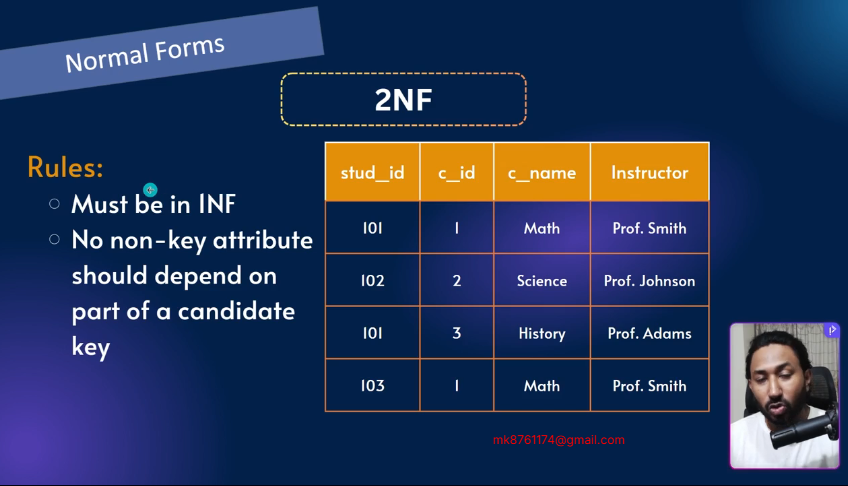 Normal Forms
2NF
Rules:
Must be in 1NF
No non-key attribute
should depend on
part of a candidate
key
stud_id c_id c_name Instructor
101 1 Math Prof. Smith
102 2 Science Prof. Johnson
101 3 History Prof. Adams
103 1 Math Prof. Smith
mk8761174@gmail.com